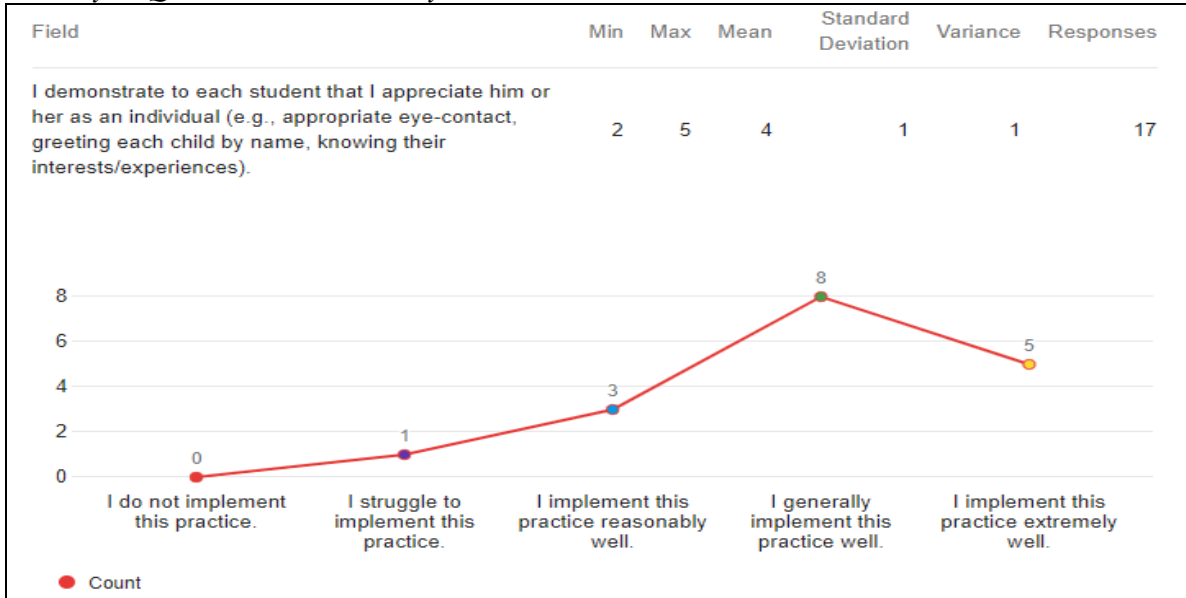 Field Min Max Mean Standard Deviation Variance Responses
I demonstrate to each student that I appreciate him or
her as an individual (e.g., appropriate eye-contact,
greeting each child by name, knowing their
interests/experiences).
2 5 4 1 1 17
8
6
4
2
0
0
1
3
8
5
I do not implement
this practice.
I struggle to
implement this
practice.
I implement this
practice reasonably
well.
I generally
implement this
practice well.
I implement this
practice extremely
well.
Count